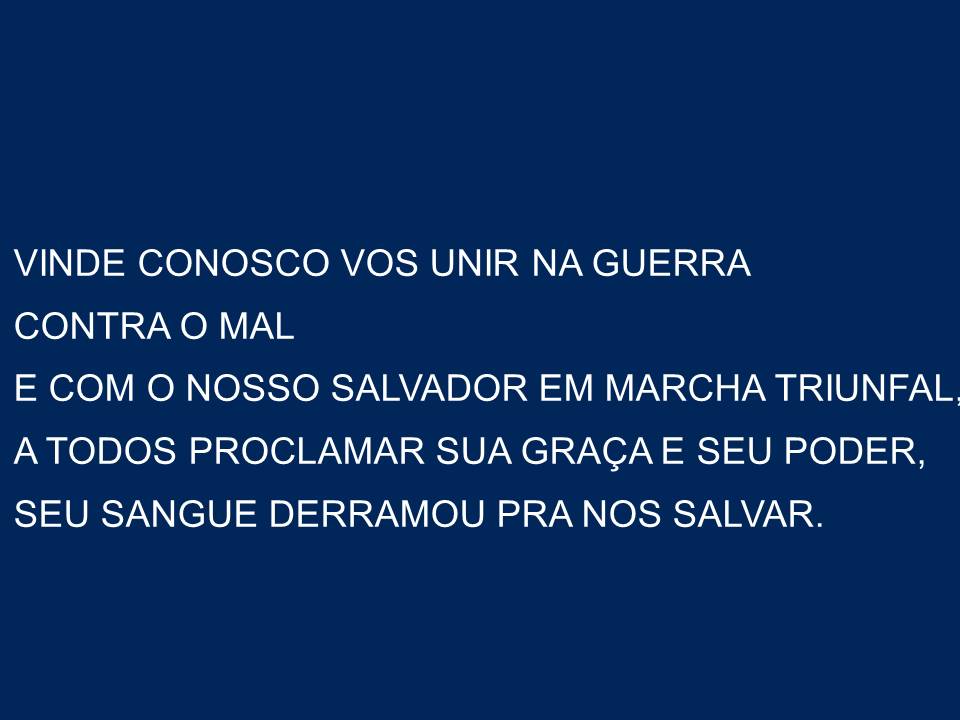 VINDE CONOSCO VOS UNIR NA GUERRA
CONTRA O MAL
E COM O NOSSO SALVADOR EM MARCHA TRIUNFAL,
A TODOS PROCLAMAR SUA GRAÇA E SEU PODER,
SEU SANGUE DERRAMOU PRA NOS SALVAR.